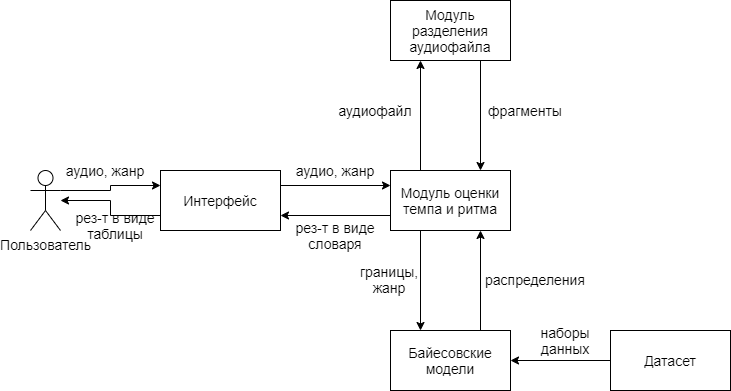 Модуль
разделения
аудиофайла
аудиофайл
фрагменты
аудио, жанр
Интерфейс
аудио, жанр
Модуль оценки
темпа и ритма
рез-т в виде
таблицы
Пользователь
рез-т в виде
словаря
границы,
жанр
распределения
Байесовские
модели
наборы
данных
Датасет